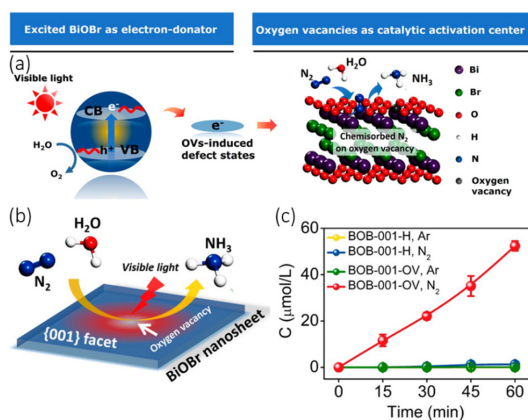 Excited BiOBr as electron-donator
Oxygen vacancies as catalytic activation center
(a)
Visible light
H₂O
O₂
CB
e⁻
h⁺
VB
e⁻
OVs-induced
defect states
N₂
H₂O
NH₃
Chemisorbed N₂
on oxygen vacancy
Bi
Br
O
H
N
Oxygen
vacancy
(b)
H₂O
N₂
Visible light
NH₃
Oxygen vacancy
{001} facet
BiOBr nanosheet
(c)
BOB-001-H, Ar
BOB-001-H, N₂
BOB-001-OV, Ar
BOB-001-OV, N₂
C (μmol/L)
60
40
20
0
0 15 30 45 60
Time (min)